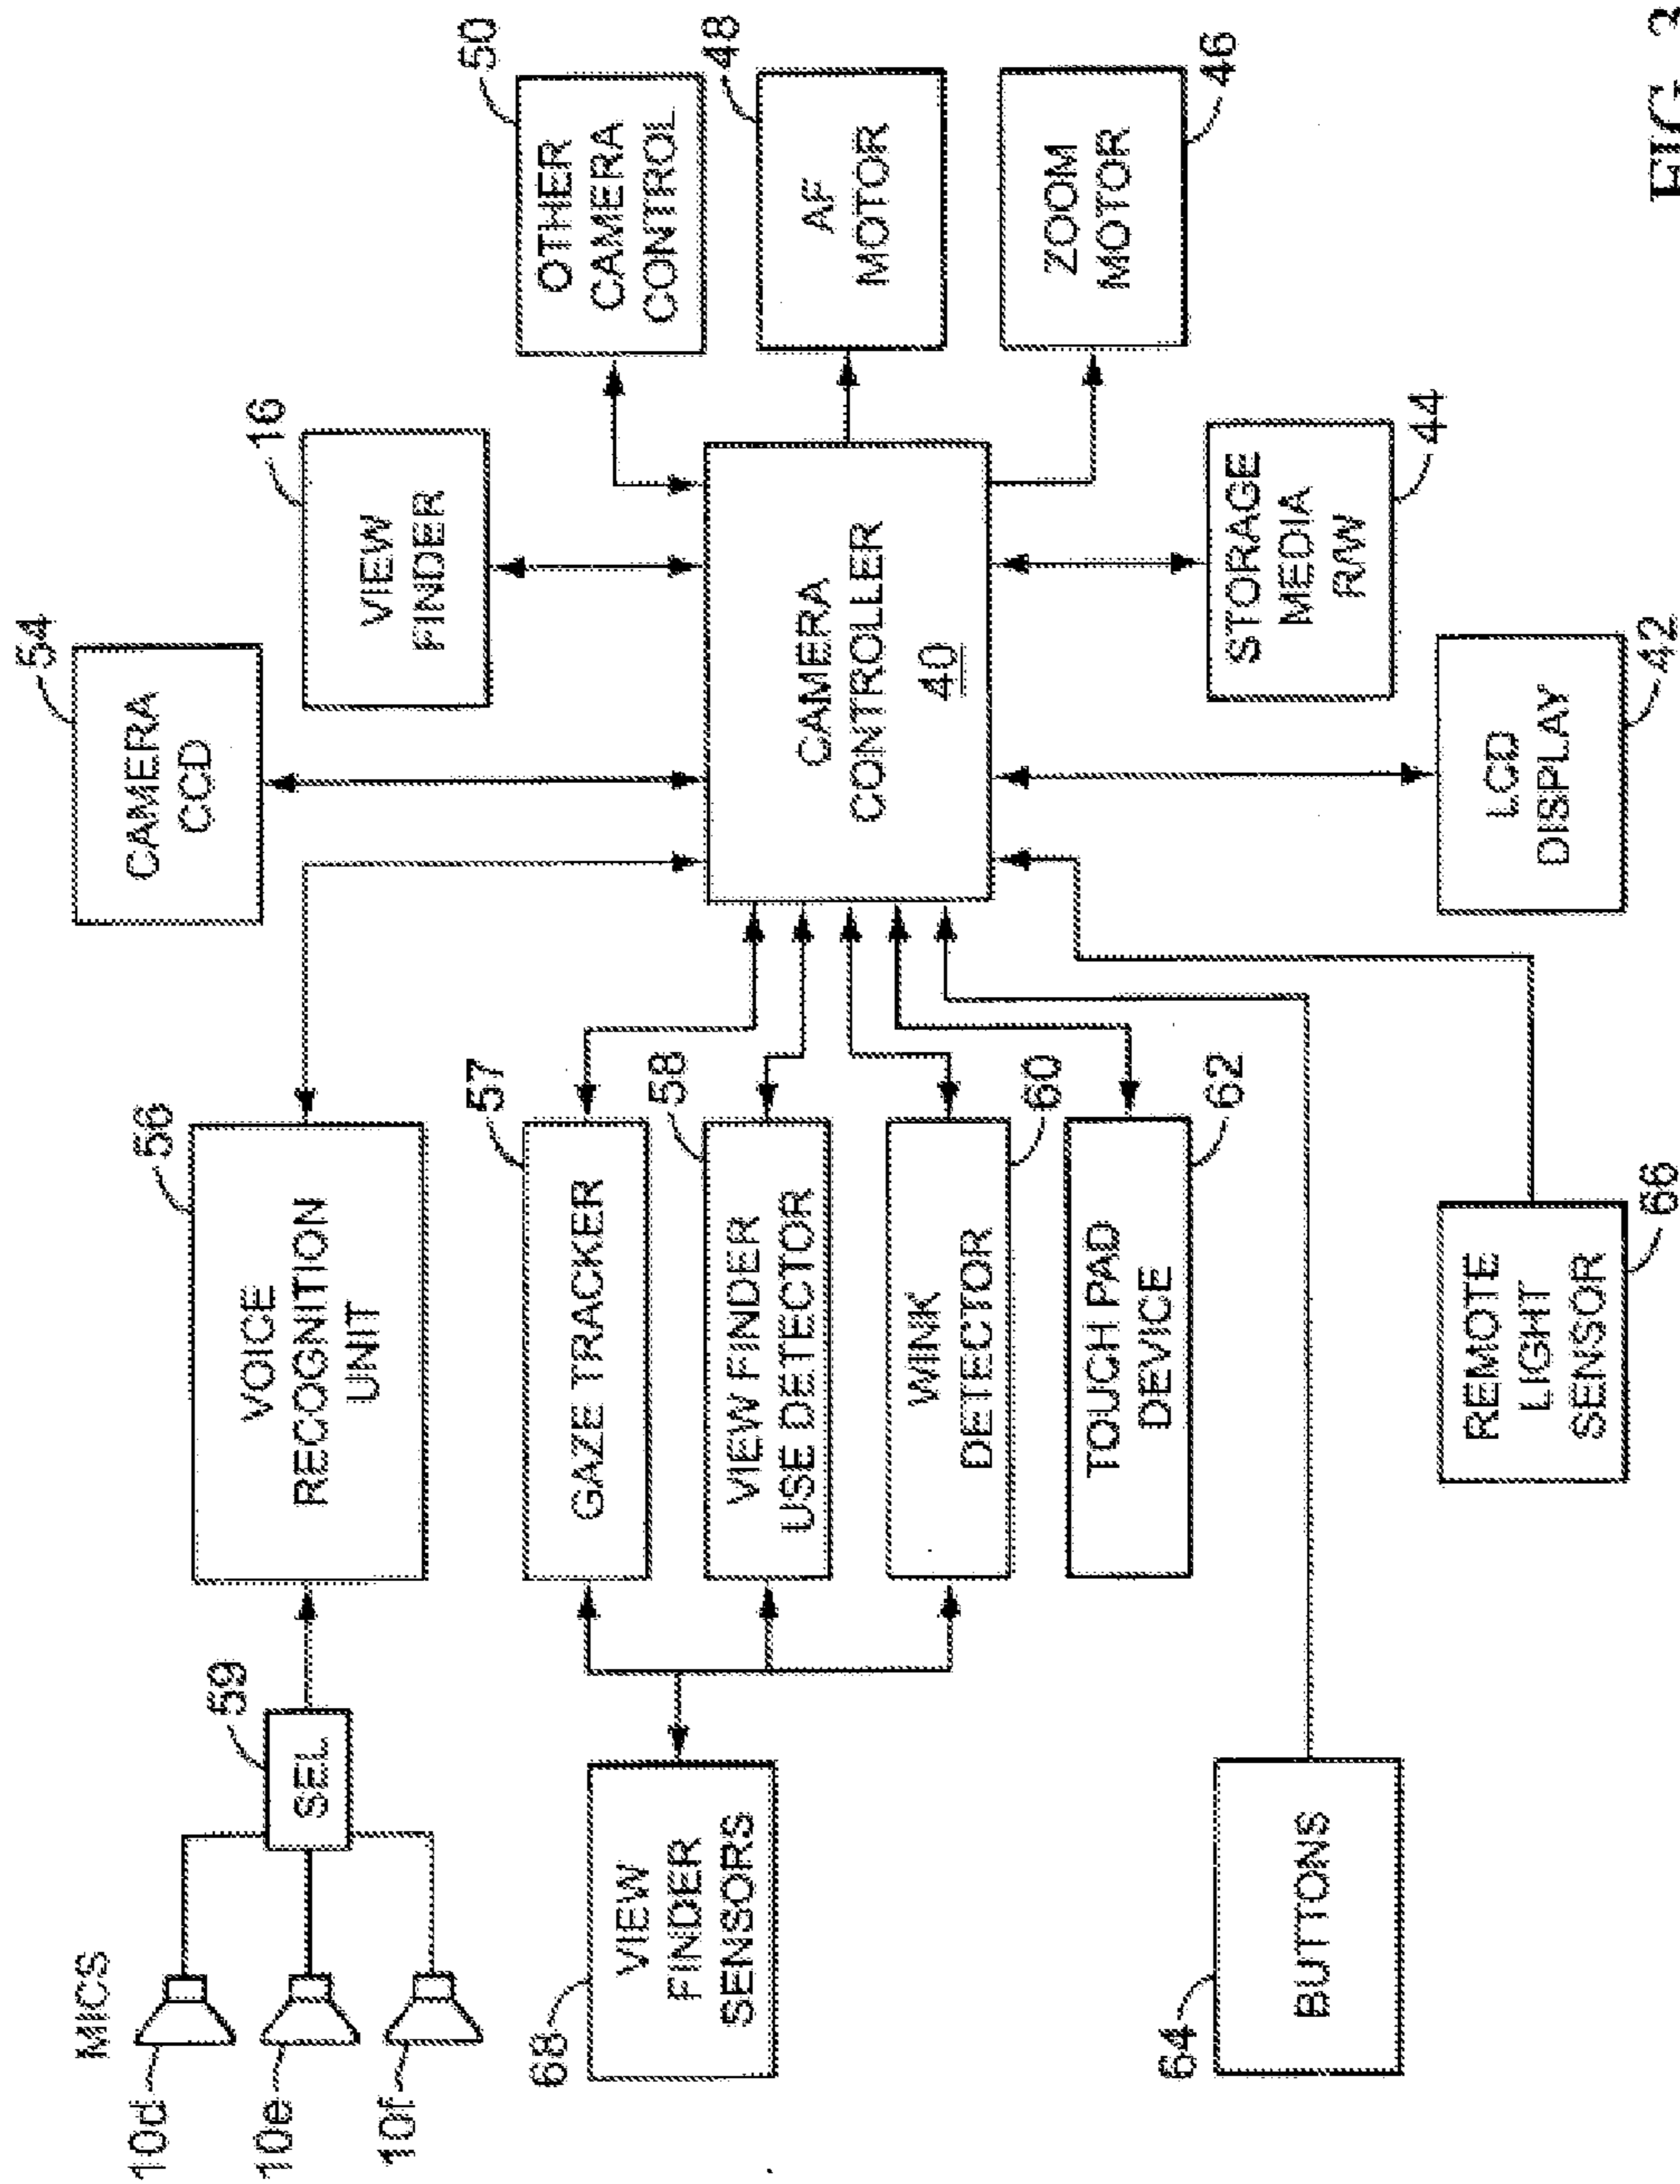 MICS
10d
10e
10f
59
SEL
56
VOICE
RECOGNITION
UNIT
54
CAMERA
CCD
16
VIEW
FINDER
50
OTHER
CAMERA
CONTROL
48
AF
MOTOR
46
ZOOM
MOTOR
57
GAZE TRACKER
58
VIEW FINDER
USE DETECTOR
60
WINK
DETECTOR
62
TOUCH PAD
DEVICE
68
VIEW
FINDER
SENSORS
CAMERA
CONTROLLER
40
64
BUTTONS
REMOTE
LIGHT
SENSOR
66
LCD
DISPLAY
42
STORAGE
MEDIA
R/W
44
FIG. 3